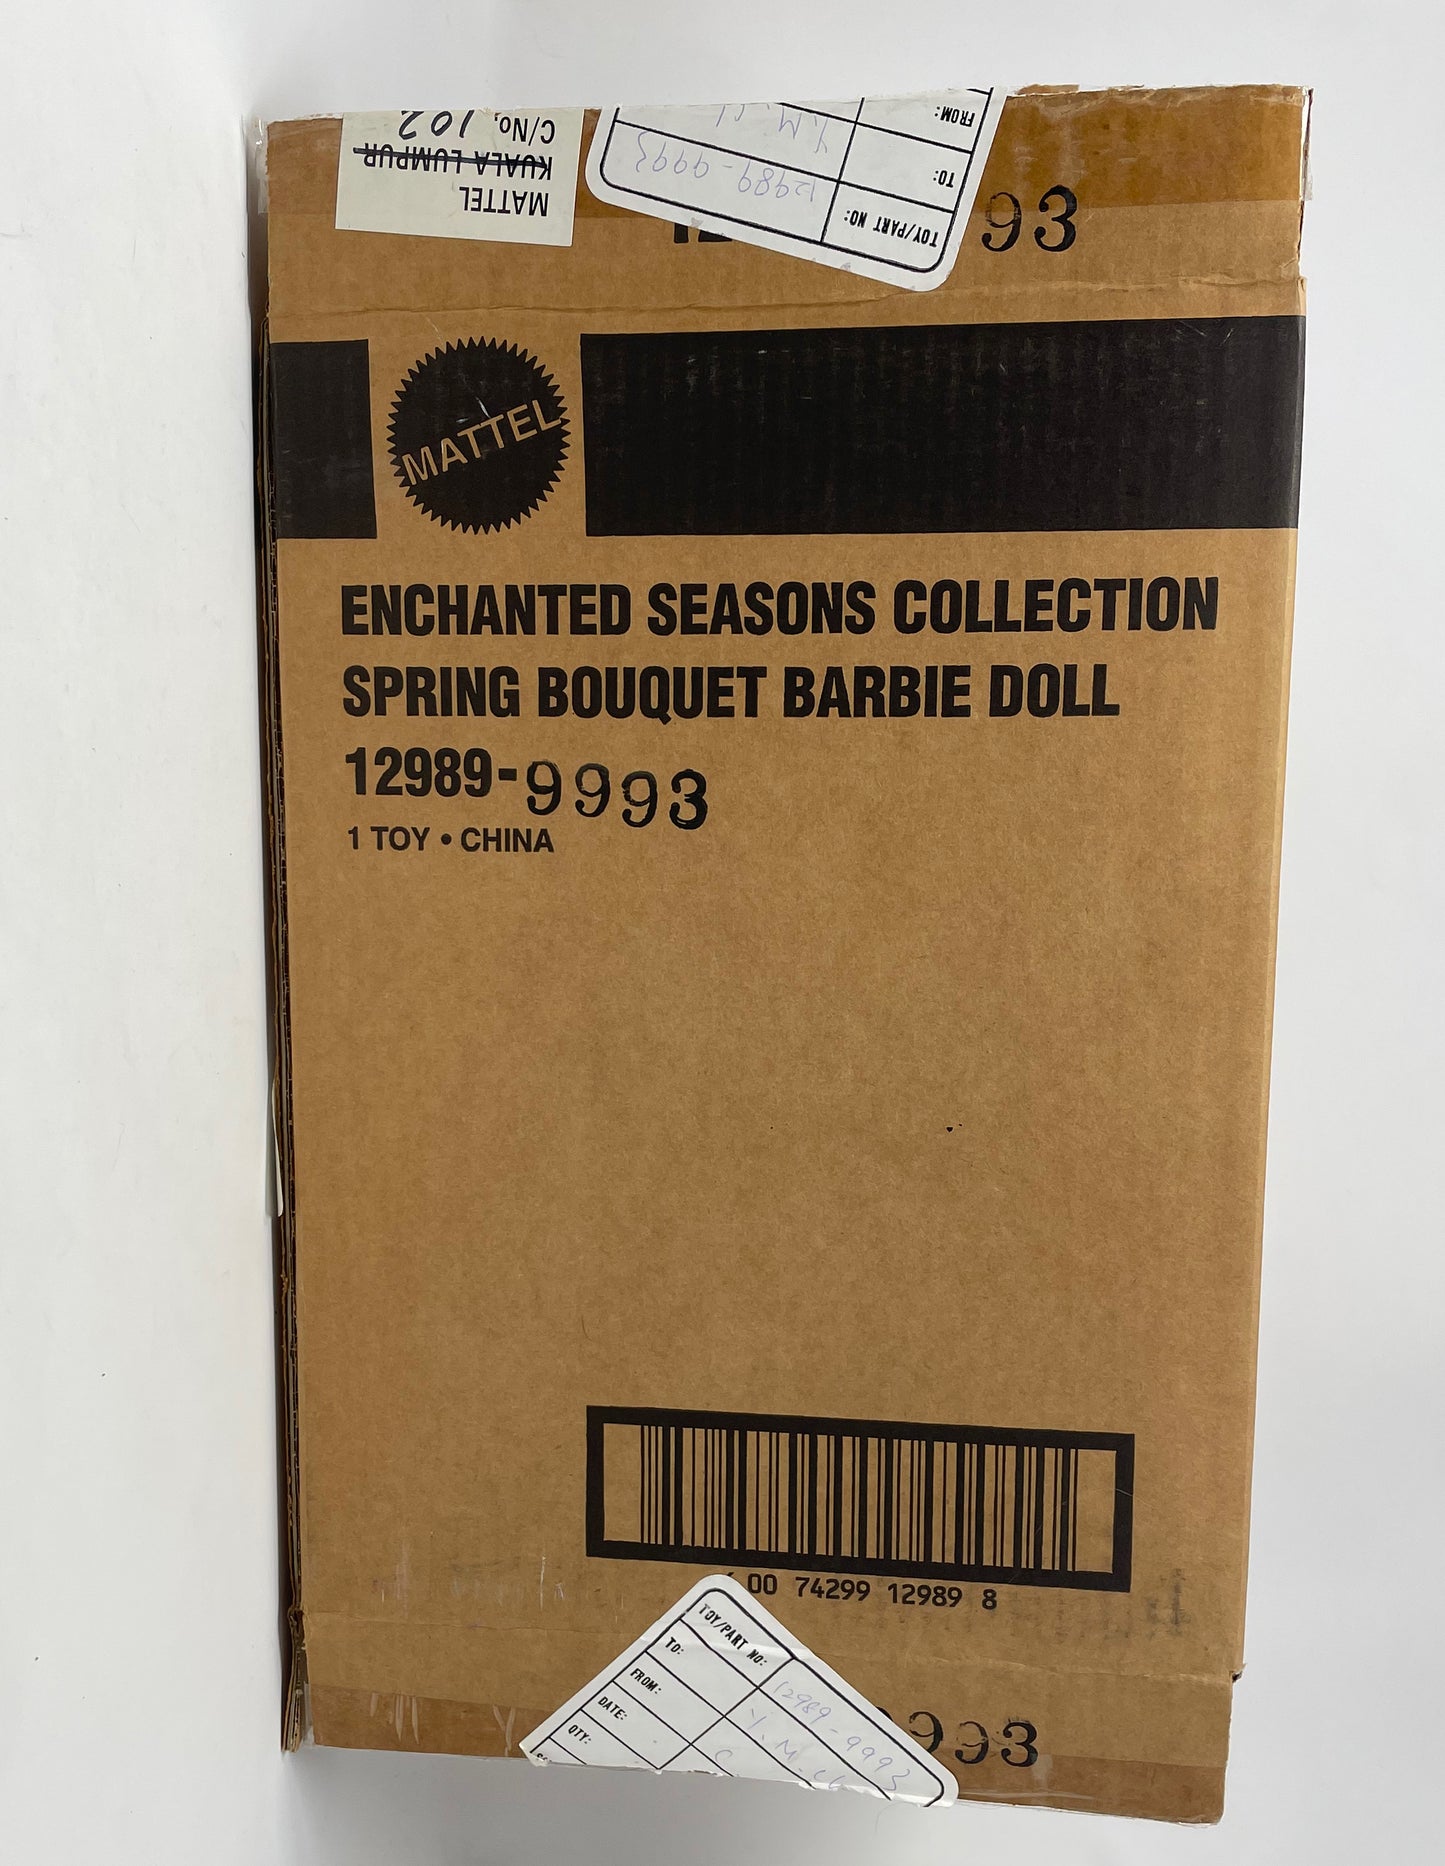 C/No. 102
KUALA LUMPUR
MATTEL
FROM:
TO: Y.M.
TOY/PART NO: 12989-9993
93
MATTEL
ENCHANTED SEASONS COLLECTION
SPRING BOUQUET BARBIE DOLL
12989-9993
1 TOY • CHINA
00 74299 12989 8
TOY/PART NO: 12989-9993
TO: Y.M.
FROM:
DATE:
QTY:
9993